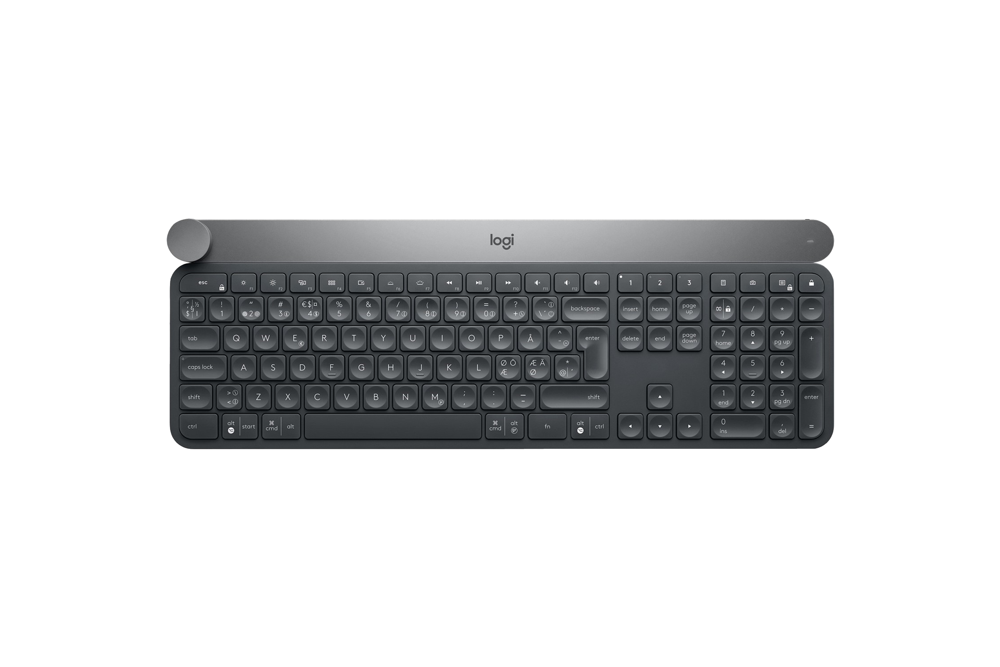 logi
esc fn F1 F2 F3 F4 F5 F6 F7 F8 F9 F10 F11 F12 1 2 3
° ½ ! “ # €$ ¤ % & / ( ) = ? ` | backspace insert home page up / * −
' § $ | 1 @ 2 @ 3 £ 4 $ 5 6 7 8 9 0 + \ \ ´
tab Q W E € R T Y U I O P Å ^ ¨ ~ enter delete end page down 7 home 8 9 pg up +
caps lock A S D F G H J K L Ø Ö Æ Æ Ä Ø * @ ' 4 5 6
shift > \ < | Z X C V B N M µ ; , : . _ - shift 1 end 2 3 pg dn enter =
ctrl alt start ⌘ cmd alt ⌘ cmd alt gr fn alt ctrl 0 ins , del